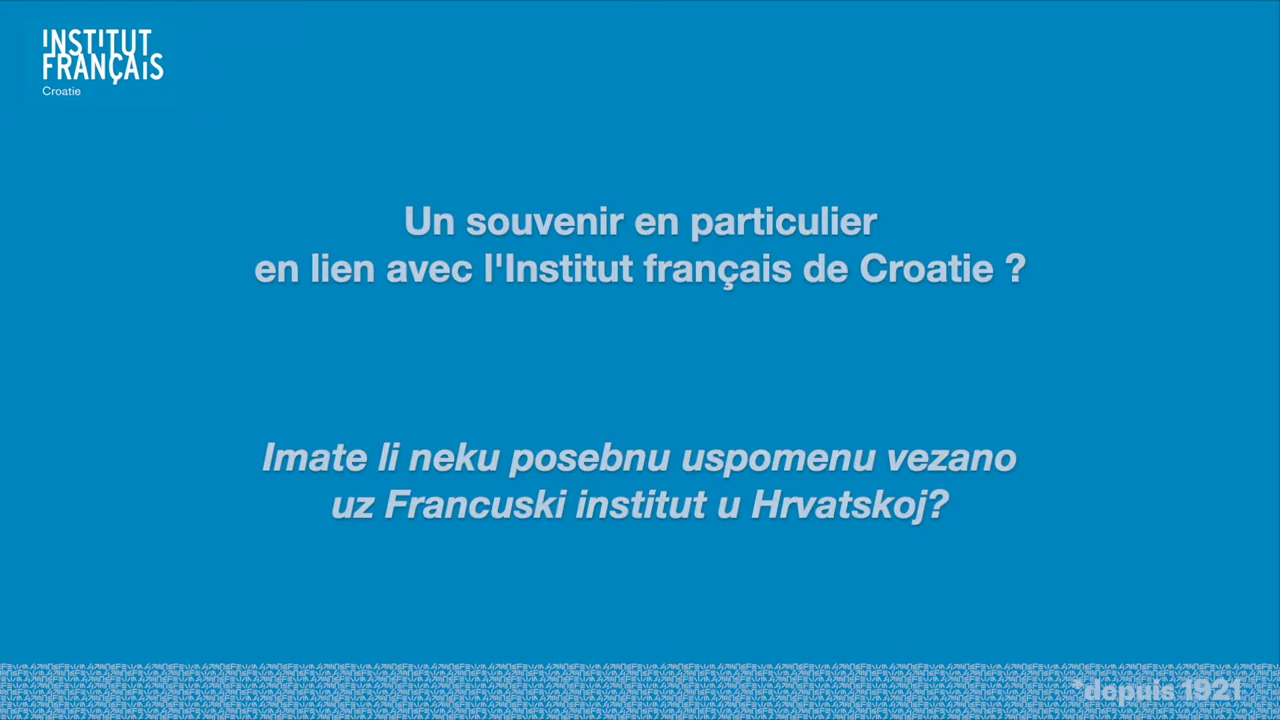 INSTITUT
FRANÇAIS
Croatie
Un souvenir en particulier
en lien avec l'Institut français de Croatie ?
Imate li neku posebnu uspomenu vezano
uz Francuski institut u Hrvatskoj?
*depuis 1921